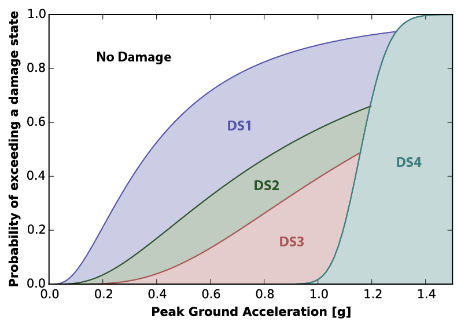 Probability of exceeding a damage state
1.0
0.8
0.6
0.4
0.2
0.0
No Damage
DS1
DS2
DS3
DS4
0.0 0.2 0.4 0.6 0.8 1.0 1.2 1.4
Peak Ground Acceleration [g]